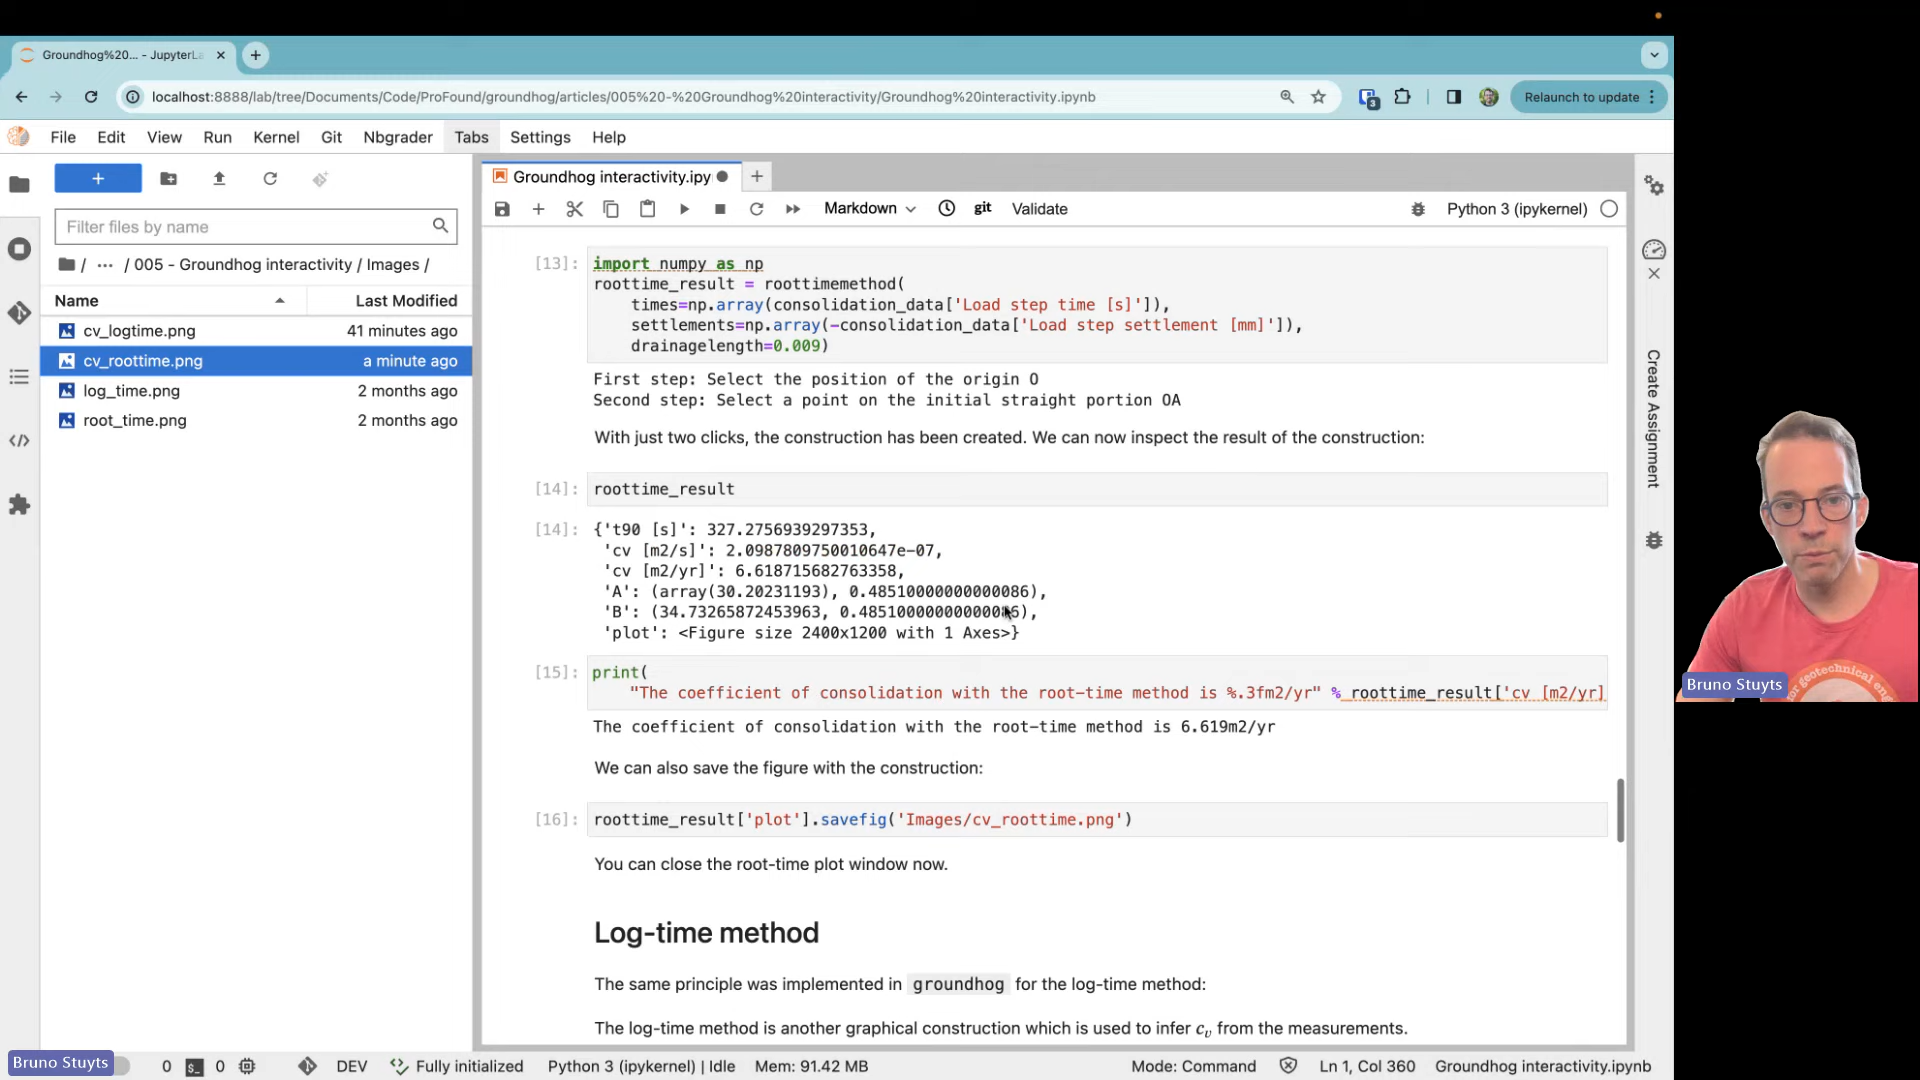 Groundhog%20... - JupyterLa
localhost:8888/lab/tree/Documents/Code/ProFound/groundhog/articles/005%20-%20Groundhog%20interactivity/Groundhog%20interactivity.ipynb
3
Relaunch to update
File Edit View Run Kernel Git Nbgrader Tabs Settings Help
Groundhog interactivity.ipy
Markdown
git
Validate
Python 3 (ipykernel)
Filter files by name
/ ... / 005 - Groundhog interactivity / Images /
Name Last Modified
cv_logtime.png 41 minutes ago
cv_roottime.png a minute ago
log_time.png 2 months ago
root_time.png 2 months ago
[13]: import numpy as np
roottime_result = roottimemethod(
times=np.array(consolidation_data['Load step time [s]']),
settlements=np.array(-consolidation_data['Load step settlement [mm]']),
drainagelength=0.009)
First step: Select the position of the origin O
Second step: Select a point on the initial straight portion OA
With just two clicks, the construction has been created. We can now inspect the result of the construction:
[14]: roottime_result
[14]: {'t90 [s]': 327.2756939297353,
'cv [m2/s]': 2.0987809750010647e-07,
'cv [m2/yr]': 6.618715682763358,
'A': (array(30.20231193), 0.48510000000000086),
'B': (34.73265872453963, 0.48510000000000086),
'plot': <Figure size 2400x1200 with 1 Axes>}
[15]: print(
"The coefficient of consolidation with the root-time method is %.3fm2/yr" % roottime_result['cv [m2/yr]
The coefficient of consolidation with the root-time method is 6.619m2/yr
We can also save the figure with the construction:
[16]: roottime_result['plot'].savefig('Images/cv_roottime.png')
You can close the root-time plot window now.
Log-time method
The same principle was implemented in groundhog for the log-time method:
The log-time method is another graphical construction which is used to infer cv from the measurements.
Create Assignment
for geotechnical eng
Bruno Stuyts
Bruno Stuyts
0 0 DEV Fully initialized Python 3 (ipykernel) | Idle Mem: 91.42 MB Mode: Command Ln 1, Col 360 Groundhog interactivity.ipynb